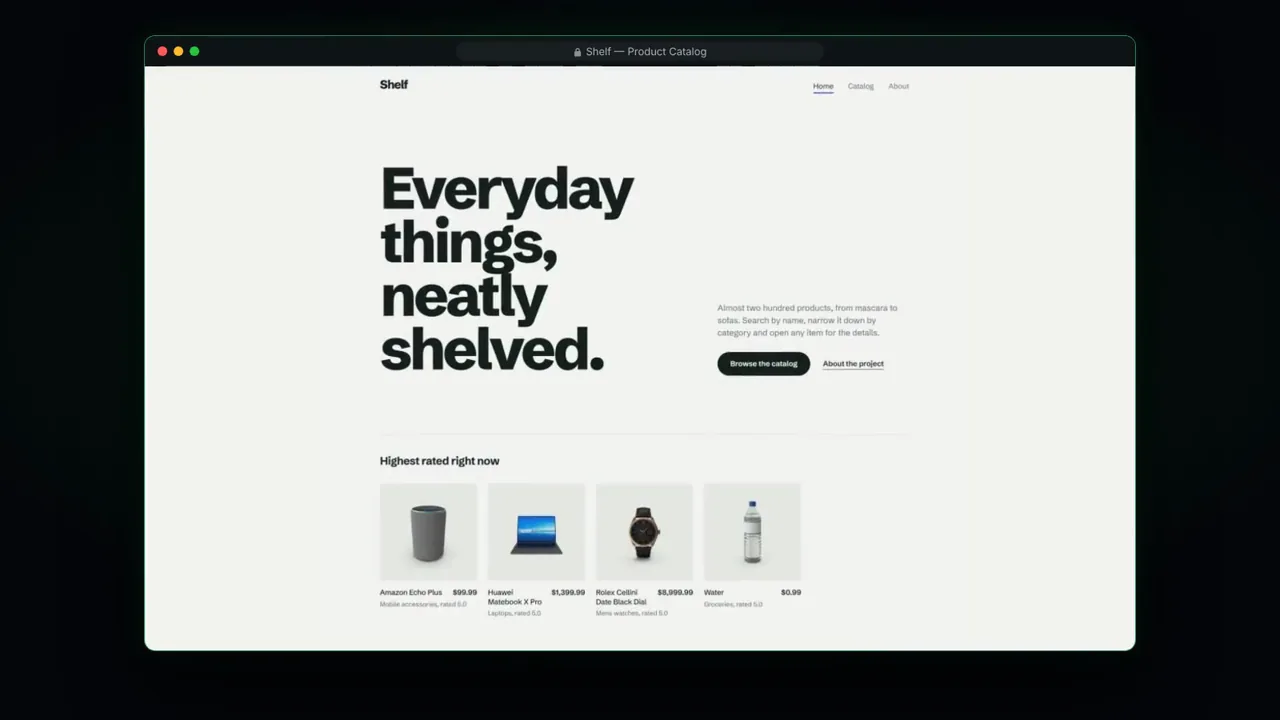 Shelf — Product Catalog
Shelf
Home
Catalog
About
Everyday
things,
neatly
shelved.
Almost two hundred products, from mascara to
sofas. Search by name, narrow it down by
category and open any item for the details.
Browse the catalog
About the project
Highest rated right now
Amazon Echo Plus $99.99
Mobile accessories, rated 5.0
Huawei $1,399.99
Matebook X Pro
Laptops, rated 5.0
Rolex Cellini $8,999.99
Date Black Dial
Mens watches, rated 5.0
Water $0.99
Groceries, rated 5.0